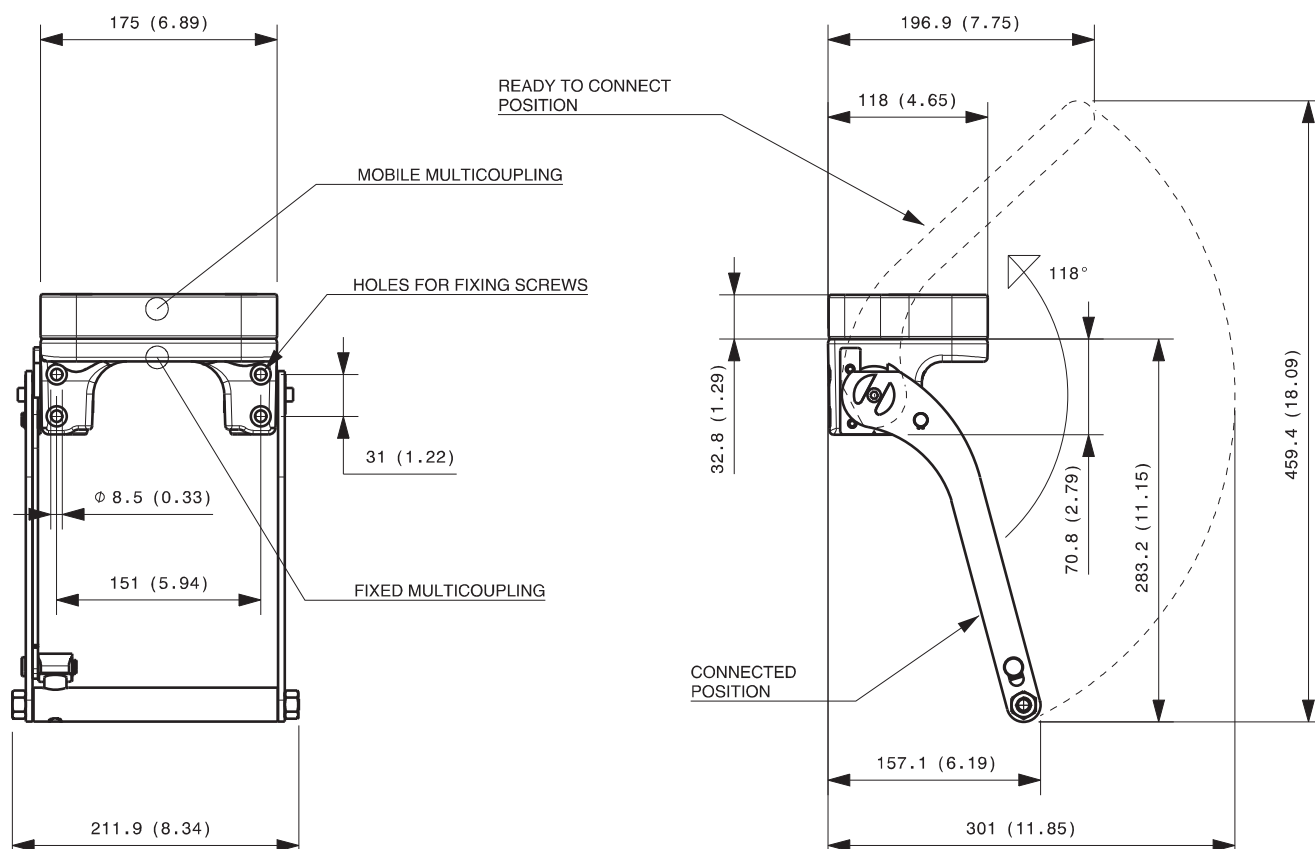 175 (6.89)
196.9 (7.75)
READY TO CONNECT
POSITION
118 (4.65)
MOBILE MULTICOUPLING
118°
HOLES FOR FIXING SCREWS
32.8 (1.29)
31 (1.22)
70.8 (2.79)
283.2 (11.15)
459.4 (18.09)
Φ 8.5 (0.33)
151 (5.94)
FIXED MULTICOUPLING
CONNECTED
POSITION
157.1 (6.19)
211.9 (8.34)
301 (11.85)